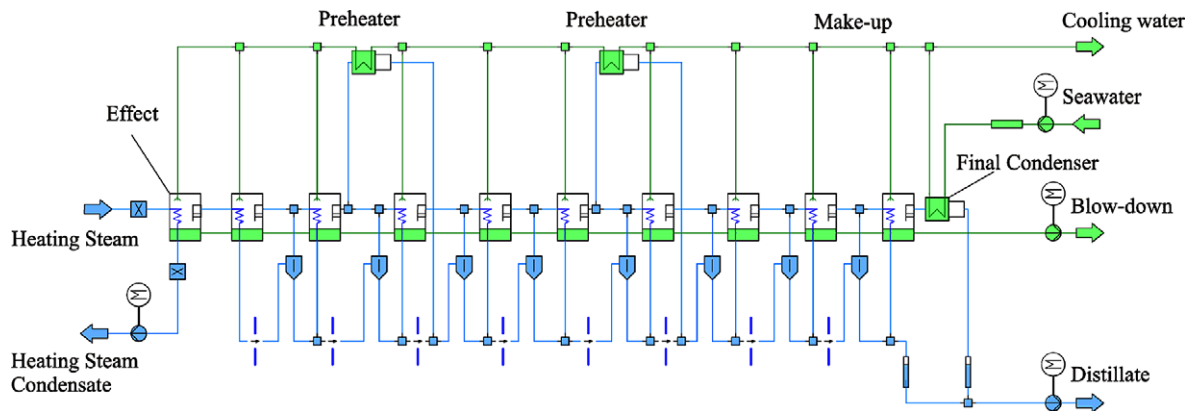 Preheater
Preheater
Make-up
Cooling water
M
Seawater
Effect
Final Condenser
M
Blow-down
Heating Steam
M
Heating Steam
Condensate
M
Distillate